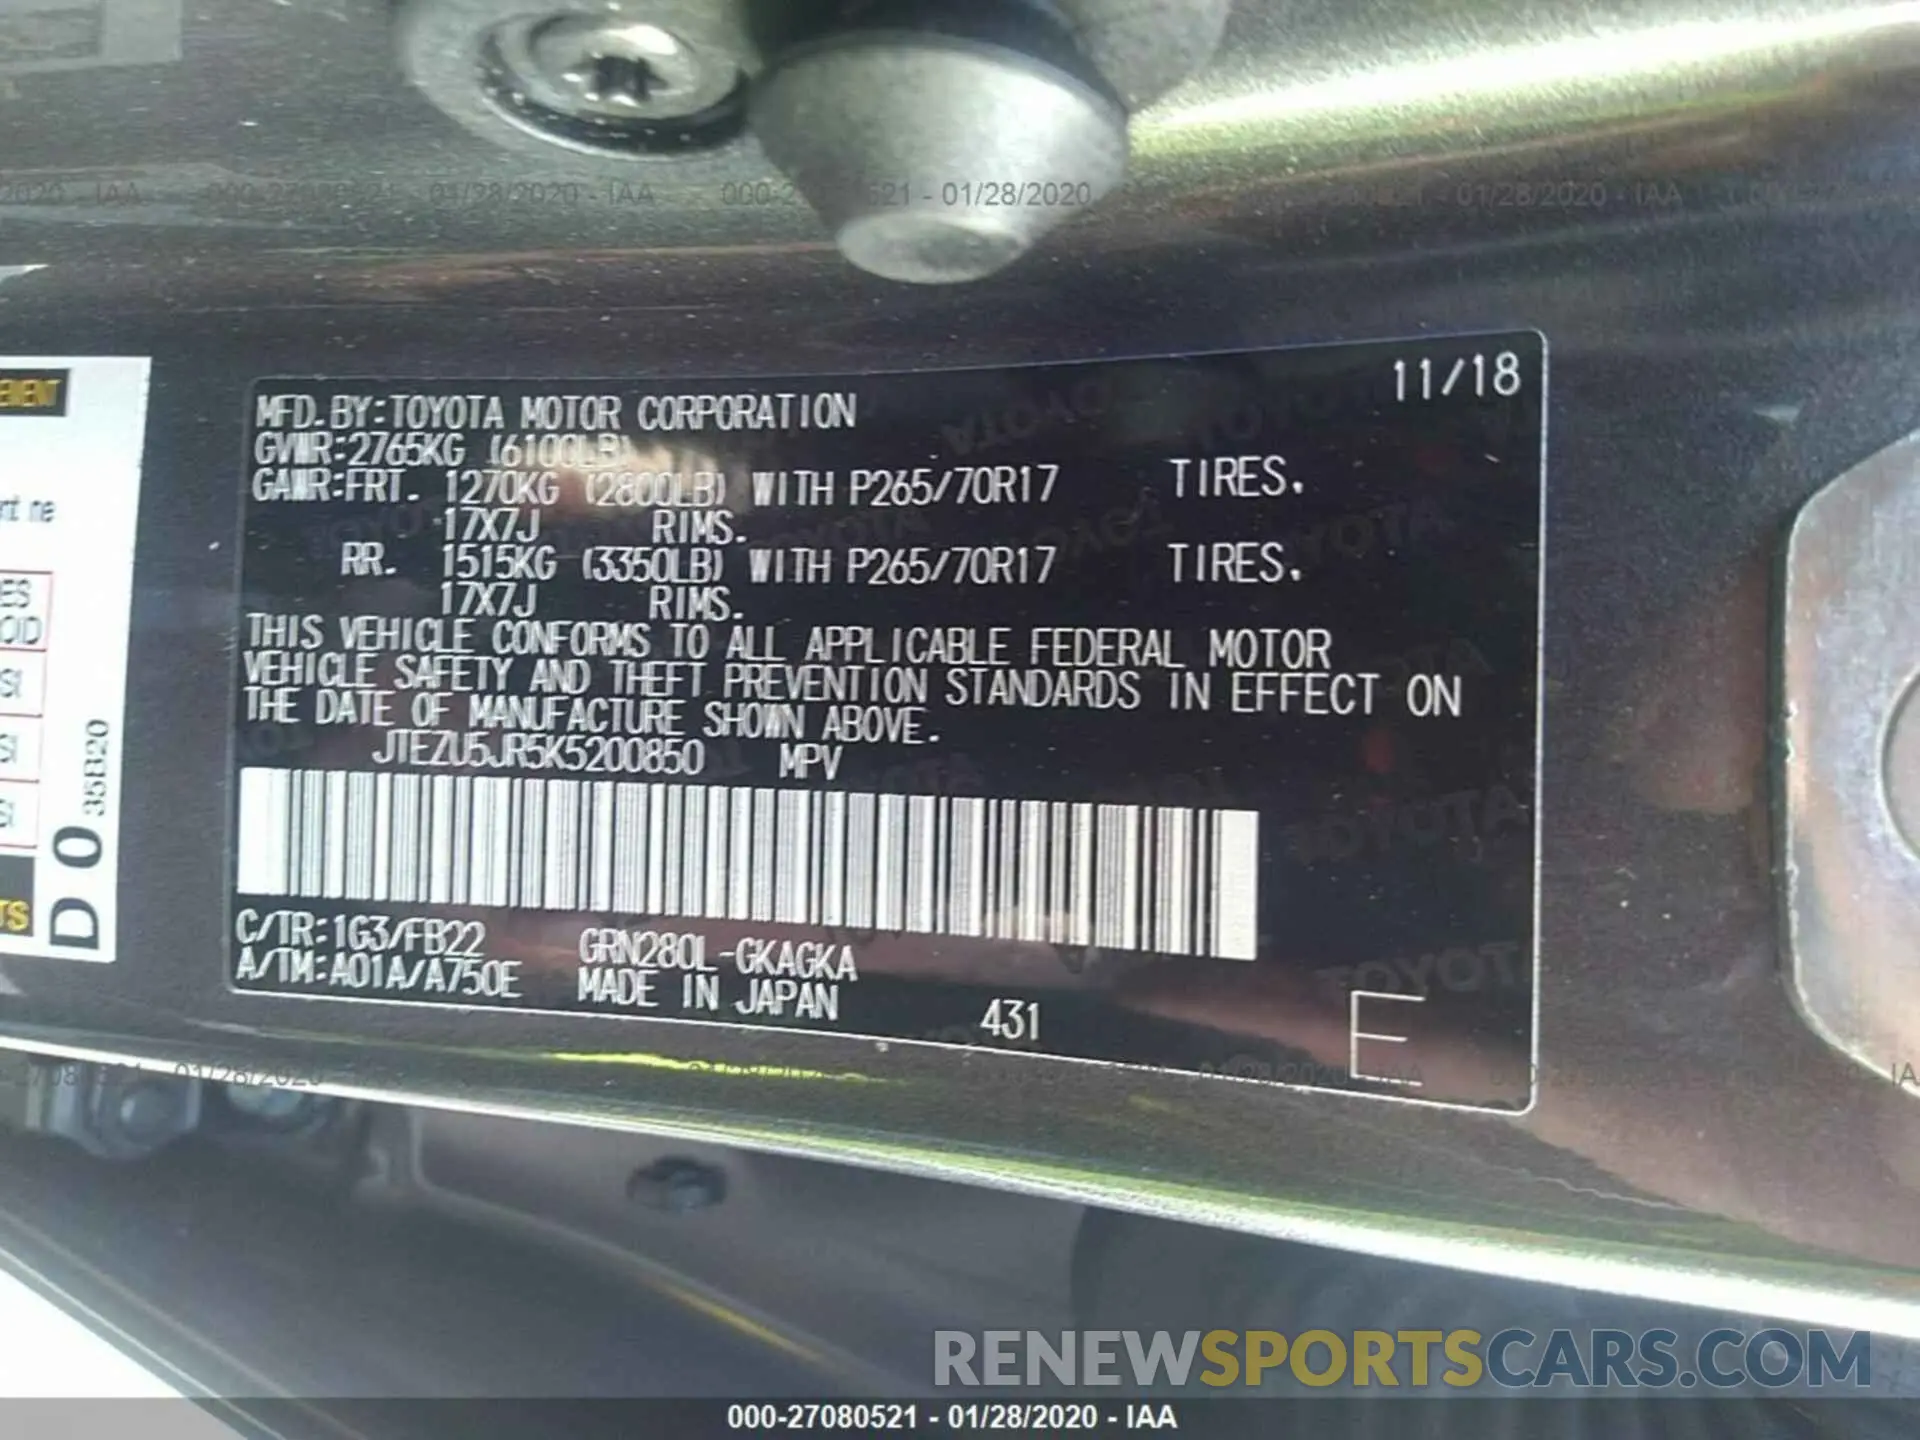 11/18
MFD. BY:TOYOTA MOTOR CORPORATION
GVWR:2765KG (6100LB)
GAWR:FRT. 1270KG (2800LB) WITH P265/70R17 TIRES.
17X7J RIMS.
RR. 1515KG (3350LB) WITH P265/70R17 TIRES.
17X7J RIMS.
THIS VEHICLE CONFORMS TO ALL APPLICABLE FEDERAL MOTOR
VEHICLE SAFETY AND THEFT PREVENTION STANDARDS IN EFFECT ON
THE DATE OF MANUFACTURE SHOWN ABOVE.
JTEZU5JR5K5200850 MPV
C/TR:1G3/FB22 GRN280L-GKAGKA
A/TM:A01A/A750E MADE IN JAPAN
431
E
D 0 35B20
RENEWSPORTSCARS.COM
000-27080521 - 01/28/2020 - IAA